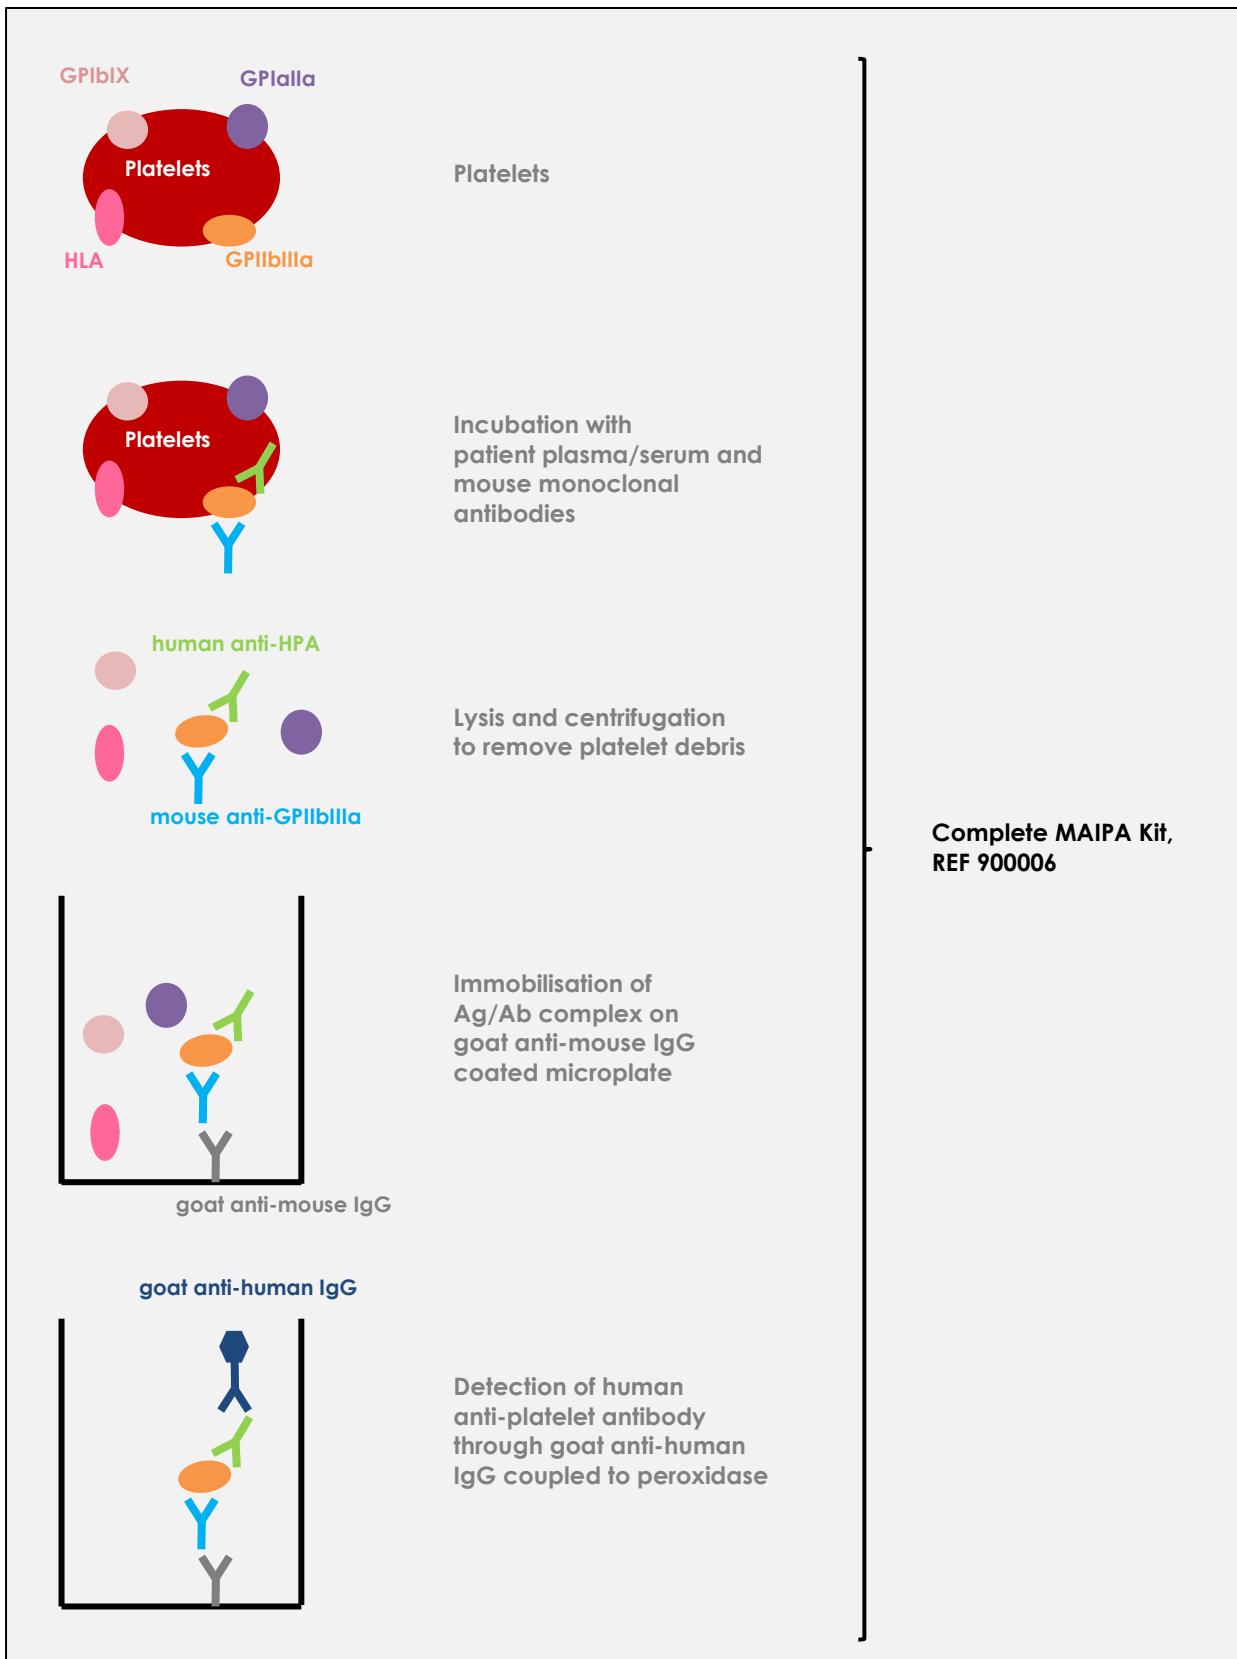 GPIbIX
GPIaIIa
Platelets
HLA
GPIIbIIIa
Platelets
Platelets
Incubation with
patient plasma/serum and
mouse monoclonal
antibodies
human anti-HPA
mouse anti-GPIIbIIIa
Lysis and centrifugation
to remove platelet debris
Complete MAIPA Kit,
REF 900006
Immobilisation of
Ag/Ab complex on
goat anti-mouse IgG
coated microplate
goat anti-mouse IgG
goat anti-human IgG
Detection of human
anti-platelet antibody
through goat anti-human
IgG coupled to peroxidase